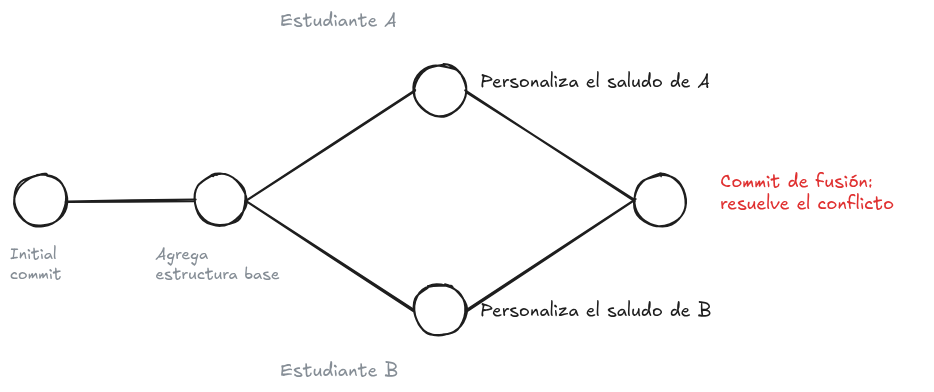 Estudiante A
Personaliza el saludo de A
Commit de fusión:
resuelve el conflicto
Initial
commit
Agrega
estructura base
Personaliza el saludo de B
Estudiante B